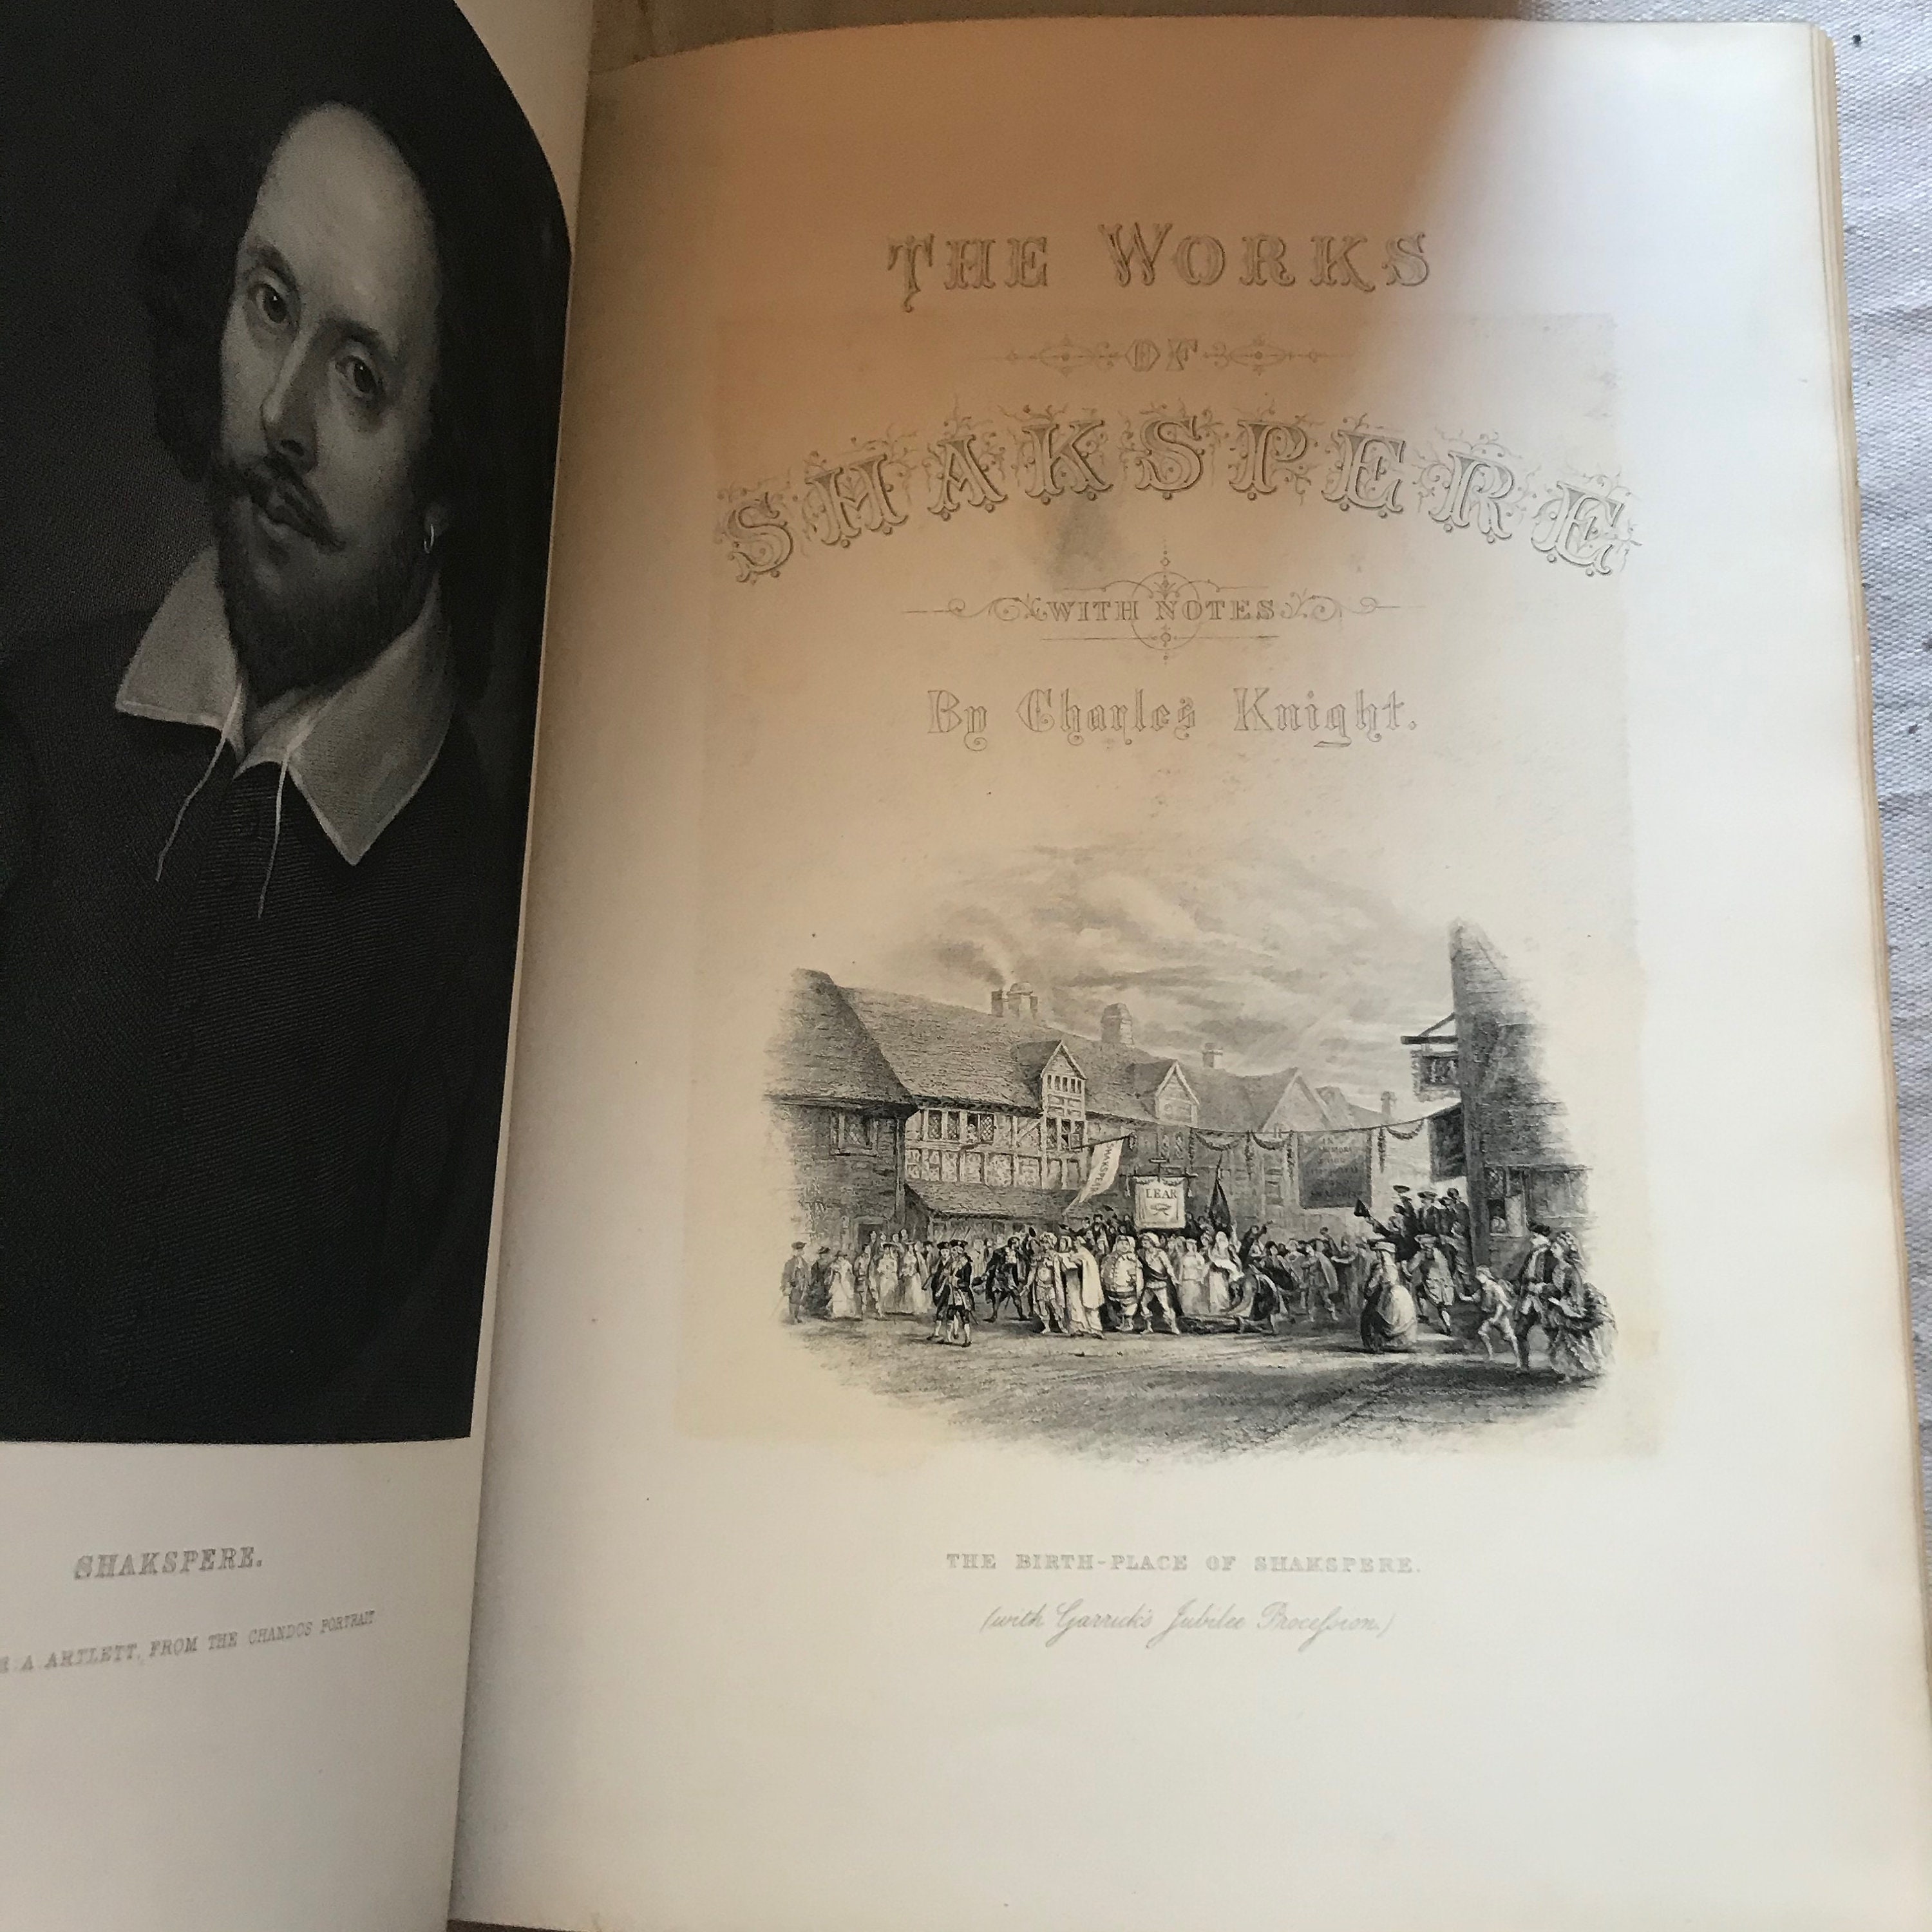 SHAKSPERE.
A ARTLETT, FROM THE CHANDOS PORTRAIT
THE WORKS
OF
SHAKSPERE
WITH NOTES
By Charles Knight.
SHAKSPERE
LEAR
THE BIRTH-PLACE OF SHAKSPERE.
(with Garrick's Jubilee Procession.)